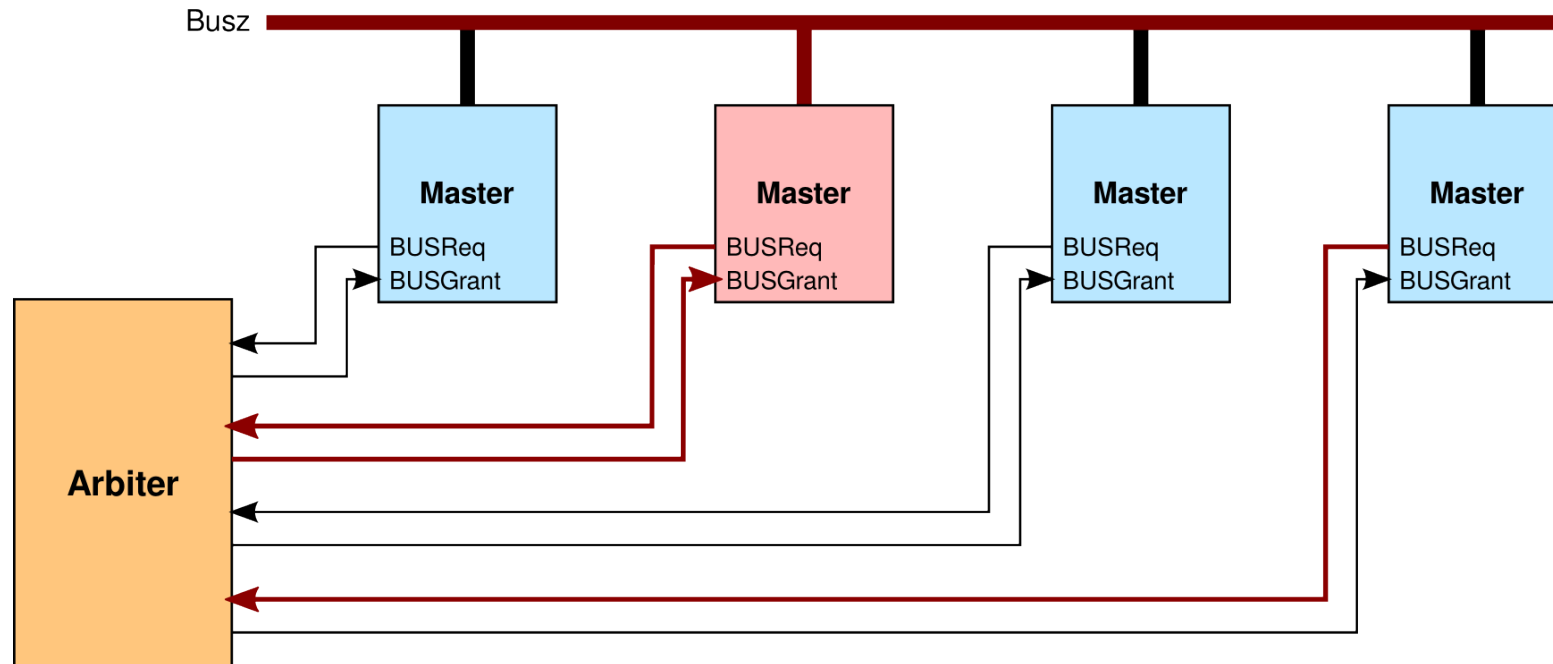 Busz
Master
BUSReq
BUSGrant
Master
BUSReq
BUSGrant
Master
BUSReq
BUSGrant
Master
BUSReq
BUSGrant
Arbiter